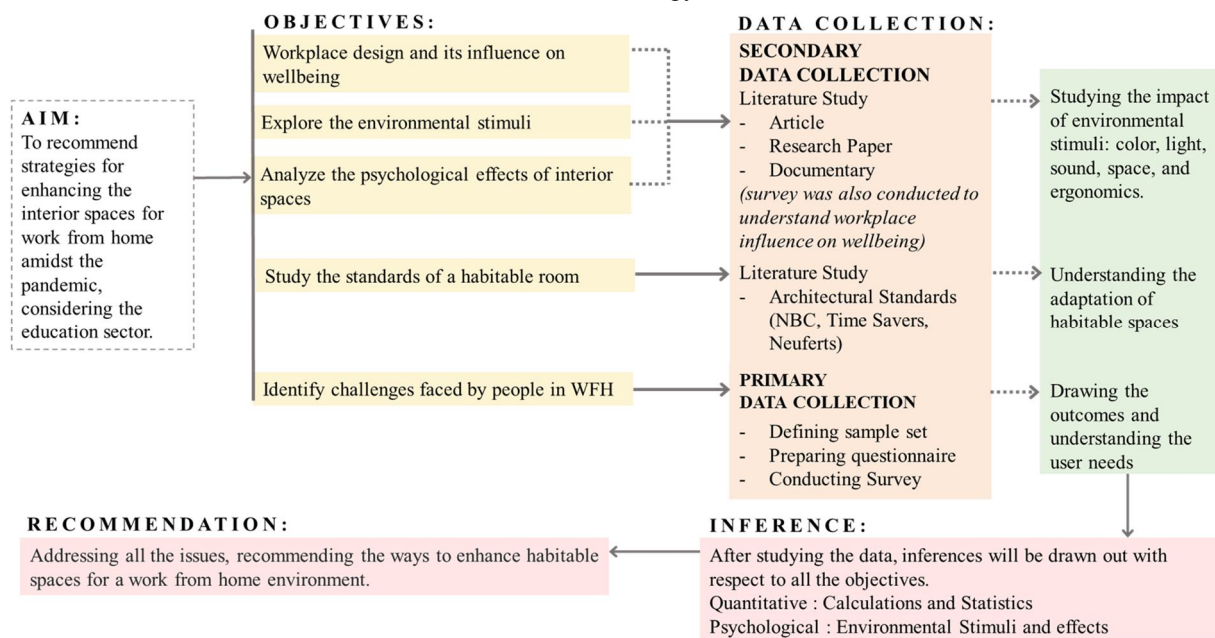 AIM:
To recommend
strategies for
enhancing the
interior spaces for
work from home
amidst the
pandemic,
considering the
education sector.
OBJECTIVES:
Workplace design and its influence on
wellbeing
Explore the environmental stimuli
Analyze the psychological effects of interior
spaces
Study the standards of a habitable room
Identify challenges faced by people in WFH
DATA COLLECTION:
SECONDARY
DATA COLLECTION
Literature Study
- Article
- Research Paper
- Documentary
(survey was also conducted to
understand workplace
influence on wellbeing)
Literature Study
- Architectural Standards
(NBC, Time Savers,
Neuferts)
PRIMARY
DATA COLLECTION
- Defining sample set
- Preparing questionnaire
- Conducting Survey
Studying the impact
of environmental
stimuli: color, light,
sound, space, and
ergonomics.
Understanding the
adaptation of
habitable spaces
Drawing the
outcomes and
understanding the
user needs
INFERENCE:
After studying the data, inferences will be drawn out with
respect to all the objectives.
Quantitative : Calculations and Statistics
Psychological : Environmental Stimuli and effects
RECOMMENDATION:
Addressing all the issues, recommending the ways to enhance habitable
spaces for a work from home environment.